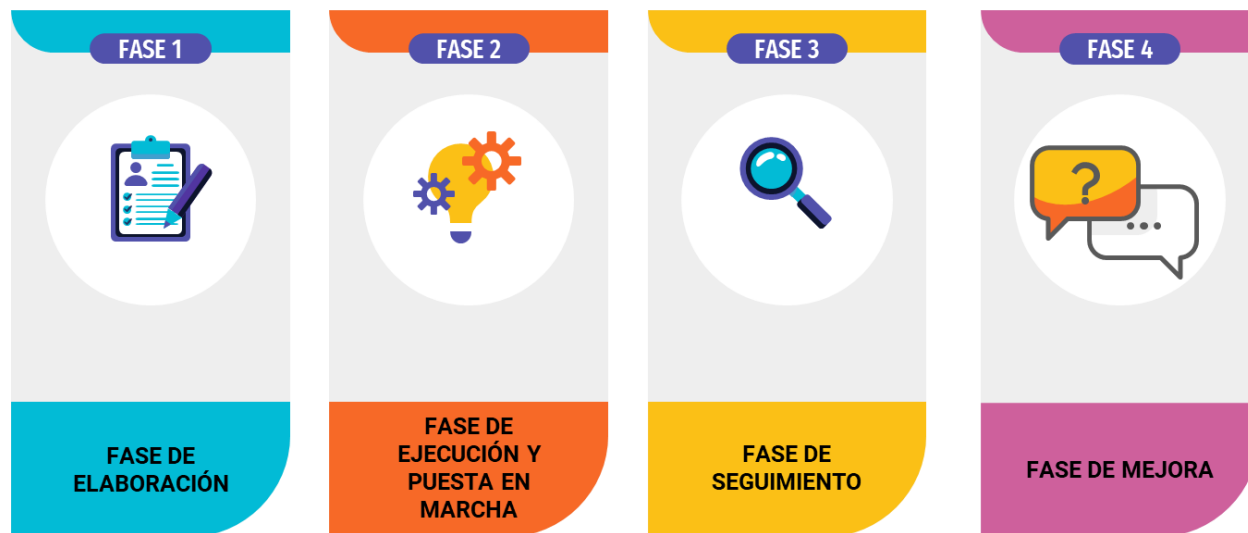 FASE 1
FASE 2
FASE 3
FASE 4
?
...
FASE DE
ELABORACIÓN
FASE DE
EJECUCIÓN Y
PUESTA EN
MARCHA
FASE DE
SEGUIMIENTO
FASE DE MEJORA